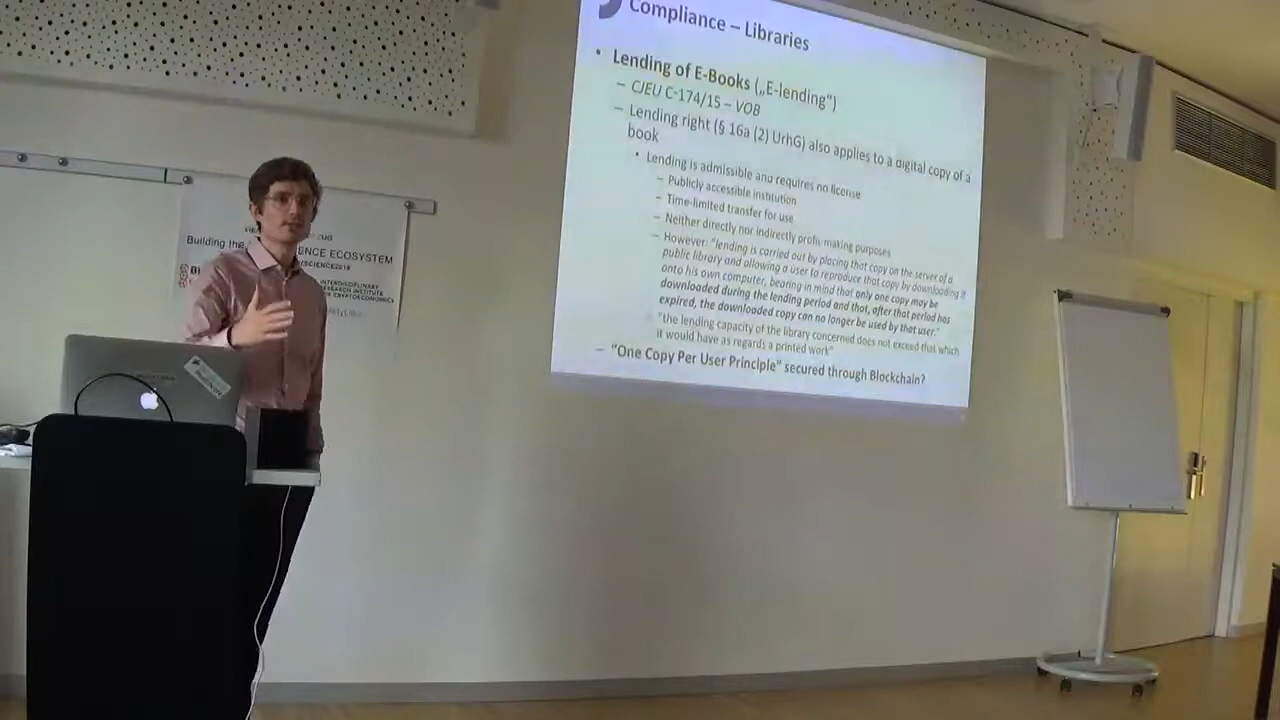 Compliance – Libraries
• Lending of E-Books („E-lending“)
– CJEU C-174/15 – VOB
– Lending right (§ 16a (2) UrhG) also applies to a digital copy of a
book
• Lending is admissible and requires no license
– Publicly accessible institution
– Time-limited transfer for use
– Neither directly nor indirectly profit-making purposes
– However: "lending is carried out by placing that copy on the server of a
public library and allowing a user to reproduce that copy by downloading it
onto his own computer, bearing in mind that only one copy may be
downloaded during the lending period and that, after that period has
expired, the downloaded copy can no longer be used by that user."
"the lending capacity of the library concerned does not exceed that which
it would have as regards a printed work"
– "One Copy Per User Principle" secured through Blockchain?
Building the
ENCE ECOSYSTEM
INTERDISCIPLINARY
RESEARCH INSTITUTE
CRYPTOECONOMICS